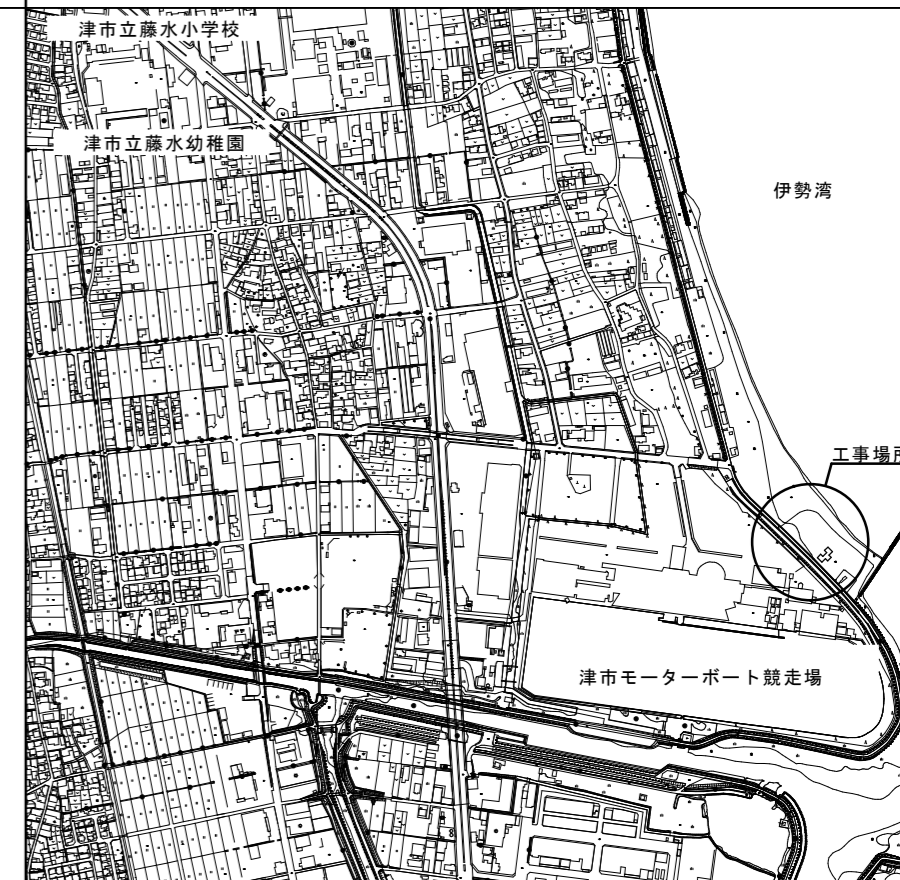 津市立藤水小学校
津市立藤水幼稚園
伊勢湾
工事場所
津市モーターボート競走場